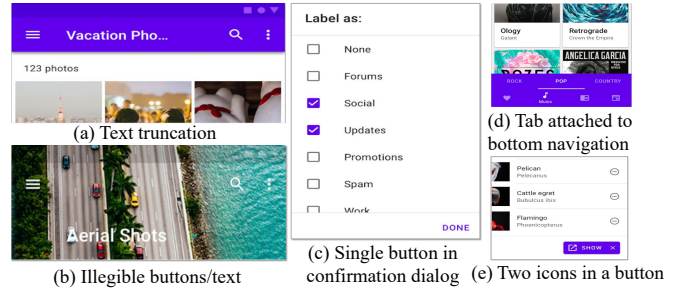 Vacation Pho...
123 photos
(a) Text truncation
Aerial Shots
(b) Illegible buttons/text
Label as:
None
Forums
Social
Updates
Promotions
Spam
Work
DONE
(c) Single button in
confirmation dialog
Ology
Galant
Retrograde
Crown the Empire
ANGELICA GARCIA
ROCK
POP
COUNTRY
Music
(d) Tab attached to
bottom navigation
Pelican
Pelecanus
Cattle egret
Bubulcus ibis
Flamingo
Phoenicopterus
SHOW
(e) Two icons in a button